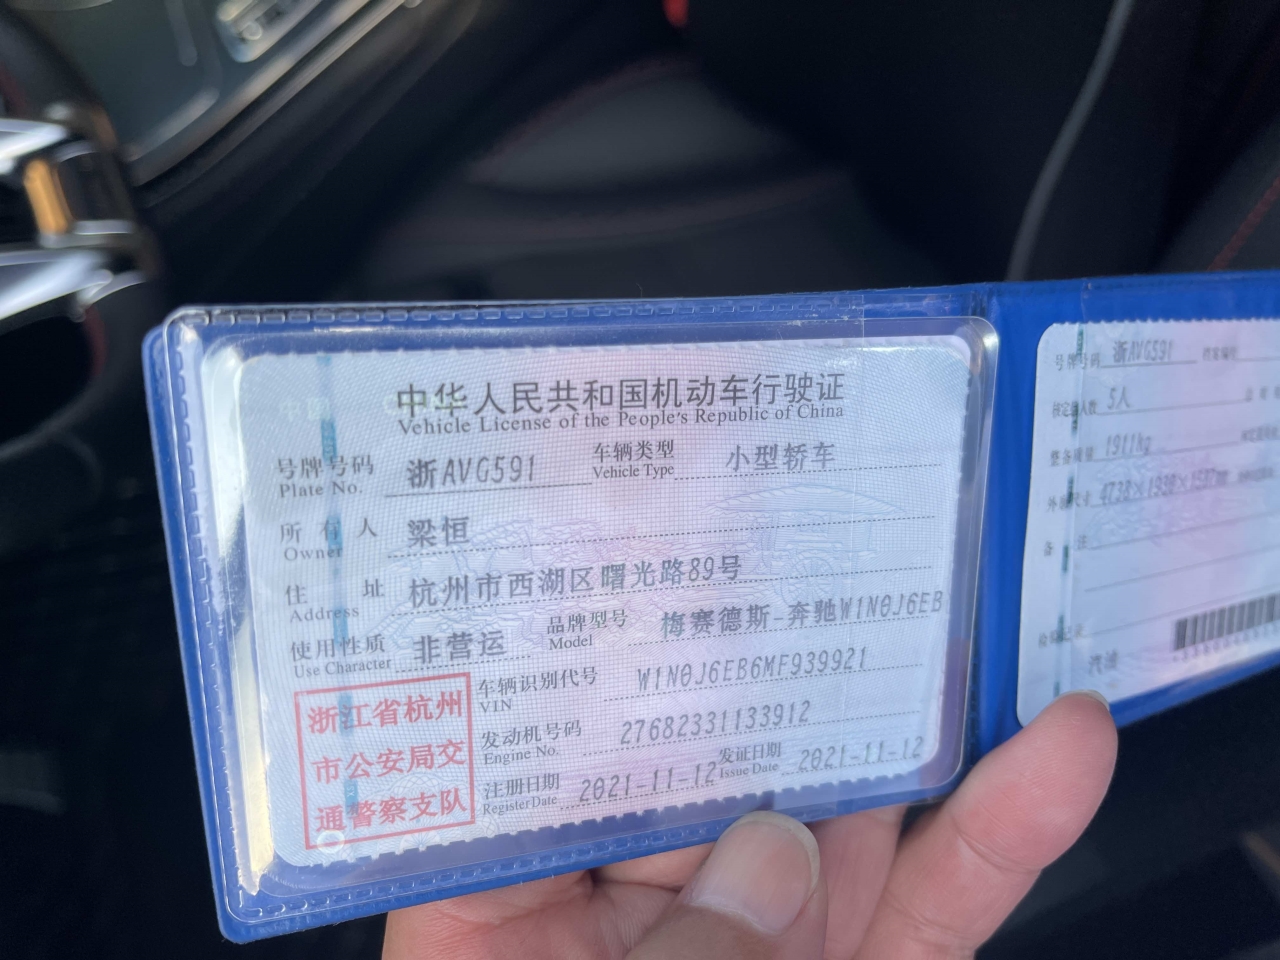 中华人民共和国机动车行驶证
Vehicle License of the People's Republic of China
号牌号码 浙AVG591 车辆类型 小型轿车
Plate No. Vehicle Type
所有人 梁恒
Owner
住址 杭州市西湖区曙光路89号
Address
使用性质 非营运 品牌型号 梅赛德斯-奔驰W1N0J6EB
Use Character Model
浙江省杭州
市公安局交
通警察支队
车辆识别代号 W1N0J6EB6MF939921
VIN
发动机号码 27682331133912
Engine No.
注册日期 2021-11-12 发证日期 2021-11-12
Register Date Issue Date
号牌号码 浙AVG591 档案编号
核定载人数 5人
整备质量 1911kg
外廓尺寸
备注
检验记录
汽油